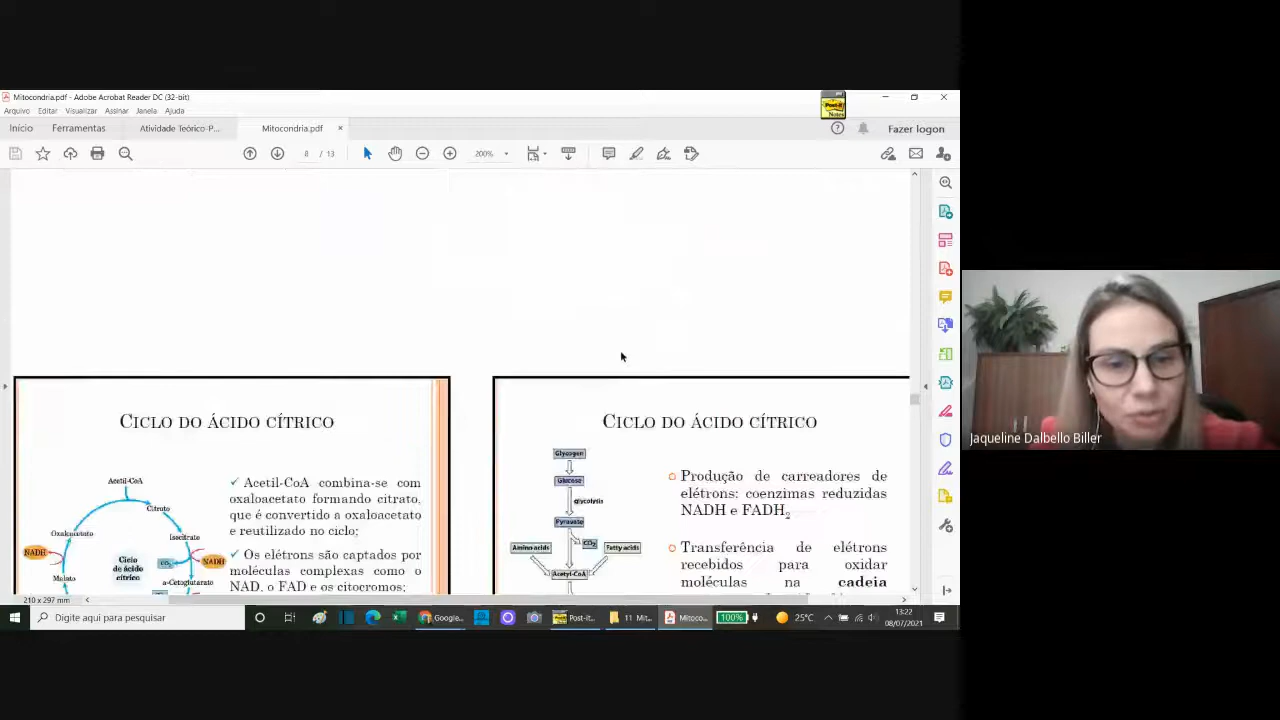 Mitocondria.pdf - Adobe Acrobat Reader DC (32-bit)
Arquivo Editar Visualizar Assinar Janela Ajuda
Post-it
Notes
Início Ferramentas Atividade Teórico-P... Mitocondria.pdf × Fazer logon
8 / 13 200%
CICLO DO ÁCIDO CÍTRICO
Acetil-CoA
Citrato
Isocitrato
Oxaloacetato
NADH
NADH
CO₂
Ciclo
de ácido
cítrico
Malato
α-Cetoglutarato
✓ Acetil-CoA combina-se com
oxaloacetato formando citrato,
que é convertido a oxaloacetato
e reutilizado no ciclo;
✓ Os elétrons são captados por
moléculas complexas como o
NAD, o FAD e os citocromos;
CICLO DO ÁCIDO CÍTRICO
Glycogen
Glucose
glycolysis
Pyruvate
CO₂
Amino acids
Fatty acids
Acetyl-CoA
Produção de carreadores de
elétrons: coenzimas reduzidas
NADH e FADH₂
Transferência de elétrons
recebidos para oxidar
moléculas na cadeia
210 x 297 mm
Digite aqui para pesquisar
Google...
Post-it...
11 Mit...
Mitoco...
100%
25°C
13:22
08/07/2021
Jaqueline Dalbello Biller